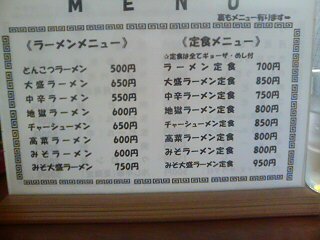 MENU
裏もメニュー有ります
《ラーメンメニュー》
とんこつラーメン 500円
大盛ラーメン 650円
中辛ラーメン 550円
地獄ラーメン 600円
チャーシューメン 650円
高菜ラーメン 600円
みそラーメン 600円
みそ大盛ラーメン 750円
《定食メニュー》
☆定食は全てギョーザ・めし付
ラーメン定食 700円
大盛ラーメン定食 850円
中辛ラーメン定食 750円
地獄ラーメン定食 800円
チャーシューメン定食 850円
高菜ラーメン定食 800円
みそラーメン定食 800円
みそ大盛ラーメン定食 950円